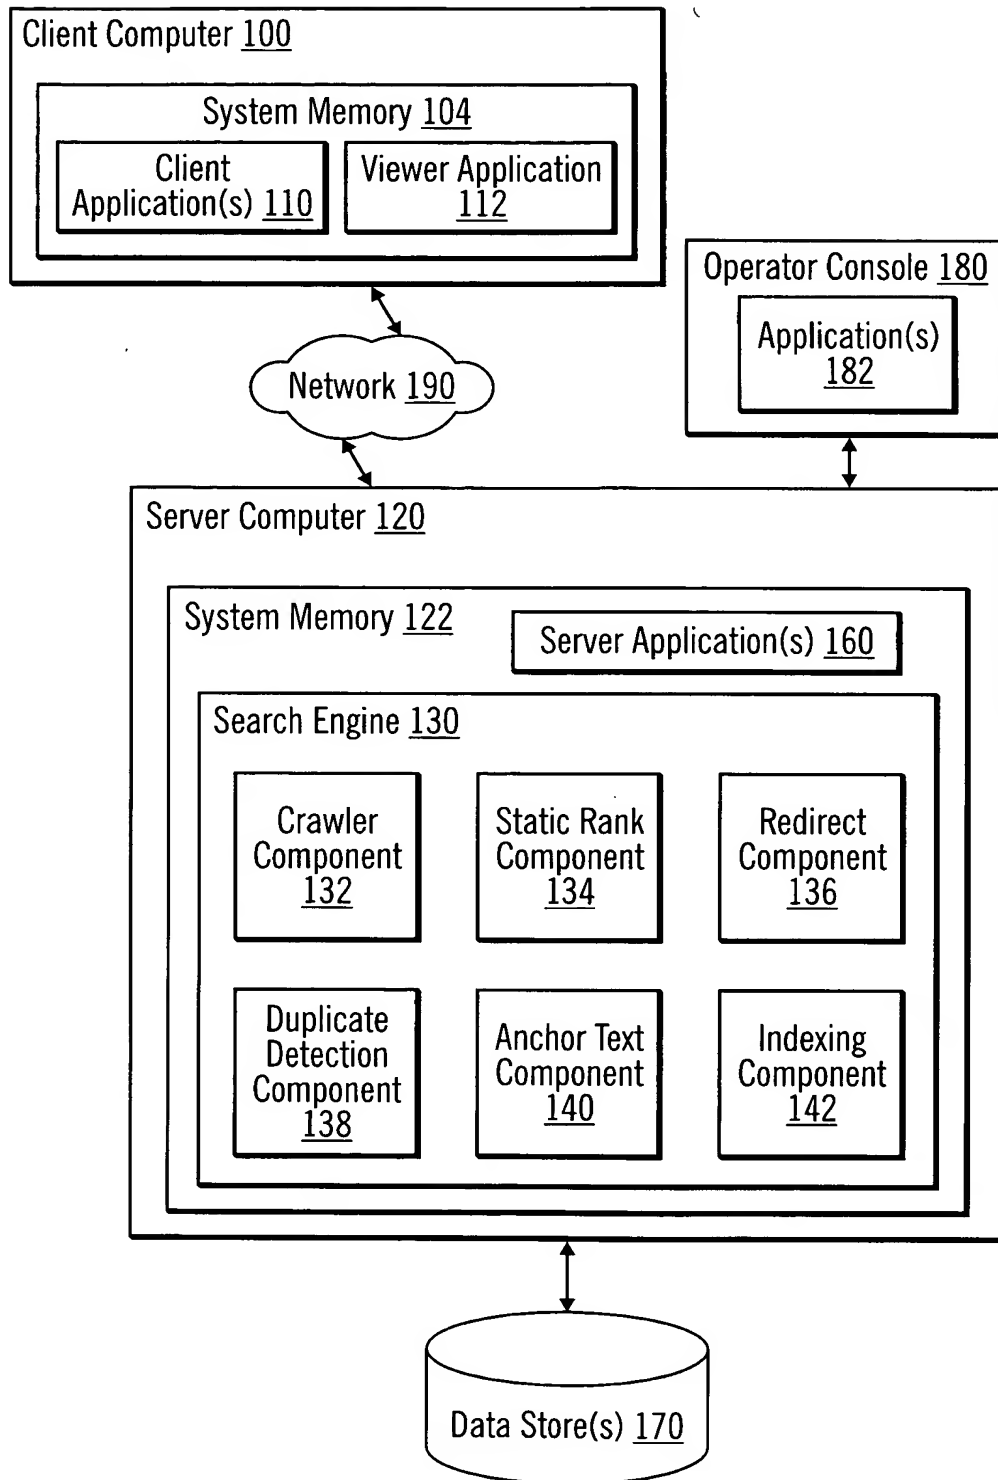 Client Computer 100
System Memory 104
Client
Application(s) 110
Viewer Application
112
Operator Console 180
Application(s)
182
Network 190
Server Computer 120
System Memory 122
Server Application(s) 160
Search Engine 130
Crawler
Component
132
Static Rank
Component
134
Redirect
Component
136
Duplicate
Detection
Component
138
Anchor Text
Component
140
Indexing
Component
142
Data Store(s) 170